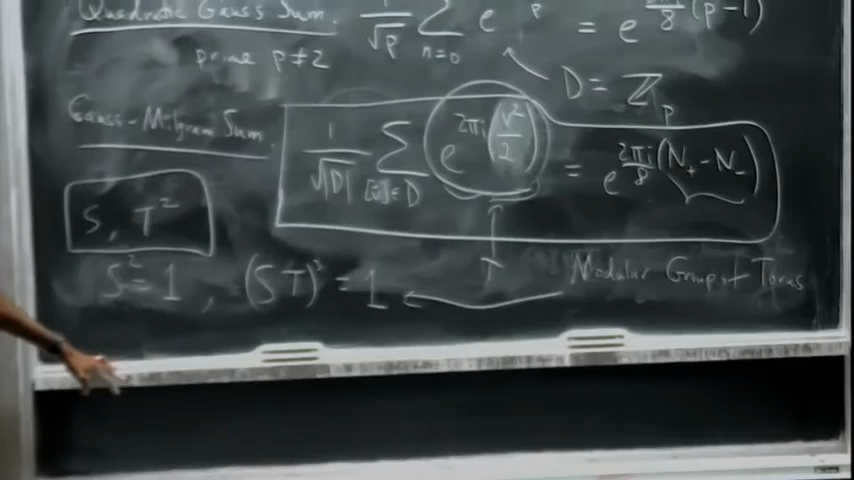 Quadratic Gauss Sum. 1/√p Σ n=0 e p = e 2πi/8 (p-1)
prime p≠2
D = ℤ_p
Gauss-Milgram Sum. 1/√|D| Σ [v]∈D e^{2πi(v²/2)} = e^{2πi/8 (N₊ - N₋)}
S, T²
T
Modular Group of Torus
S² = 1 , (ST)³ = 1